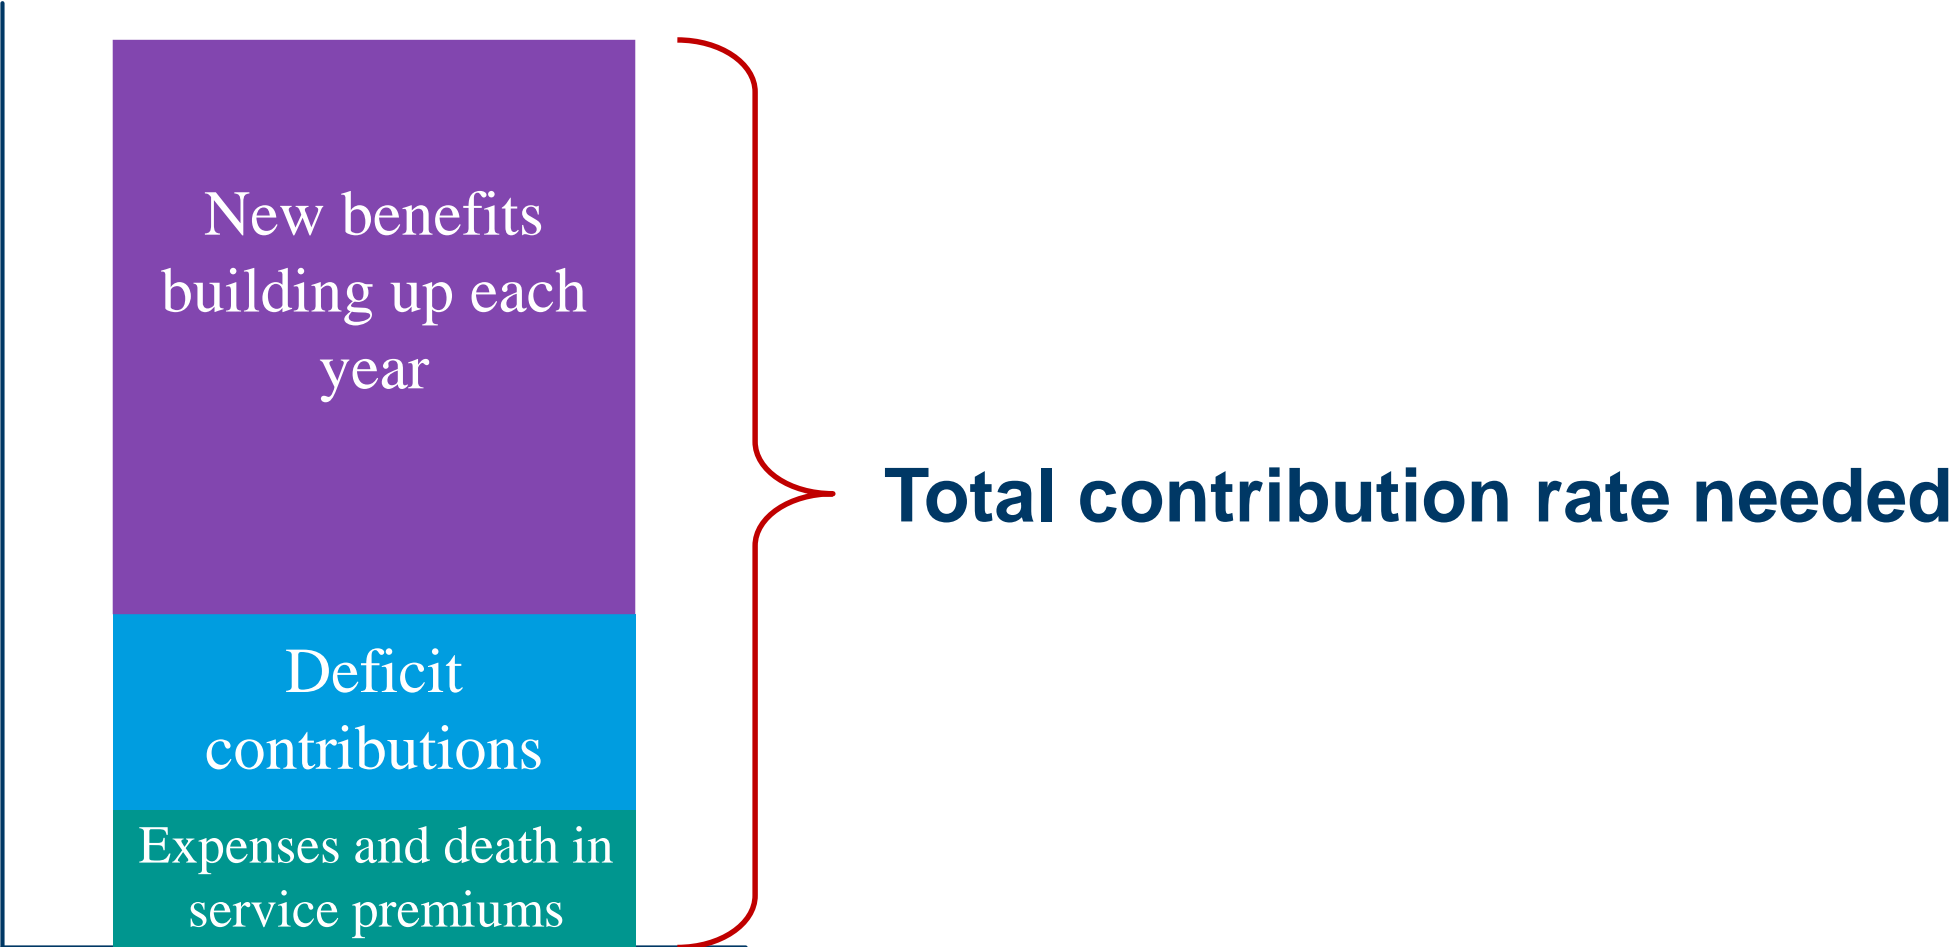 New benefits
building up each
year
Total contribution rate needed
Deficit
contributions
Expenses and death in
service premiums